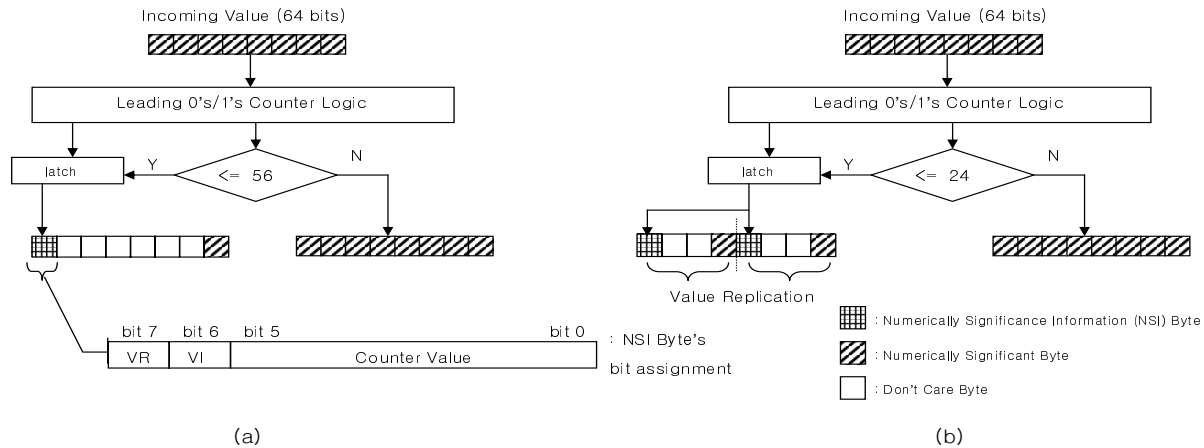 Incoming Value (64 bits)
Leading 0's/1's Counter Logic
latch
Y
<= 56
N
bit 7
bit 6
bit 5
bit 0
VR
VI
Counter Value
: NSI Byte's
bit assignment
(a)
Incoming Value (64 bits)
Leading 0's/1's Counter Logic
latch
Y
<= 24
N
Value Replication
: Numerically Significance Information (NSI) Byte
: Numerically Significant Byte
: Don't Care Byte
(b)